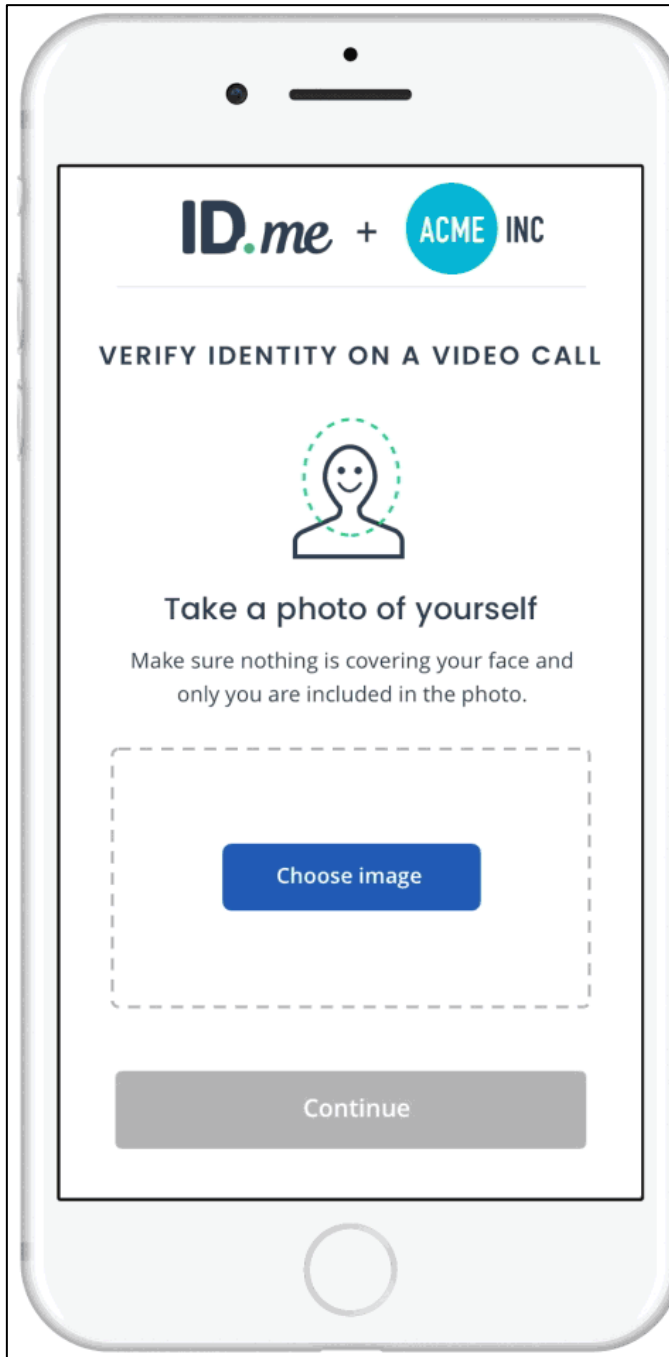 ID.me + ACME INC
VERIFY IDENTITY ON A VIDEO CALL
Take a photo of yourself
Make sure nothing is covering your face and
only you are included in the photo.
Choose image
Continue